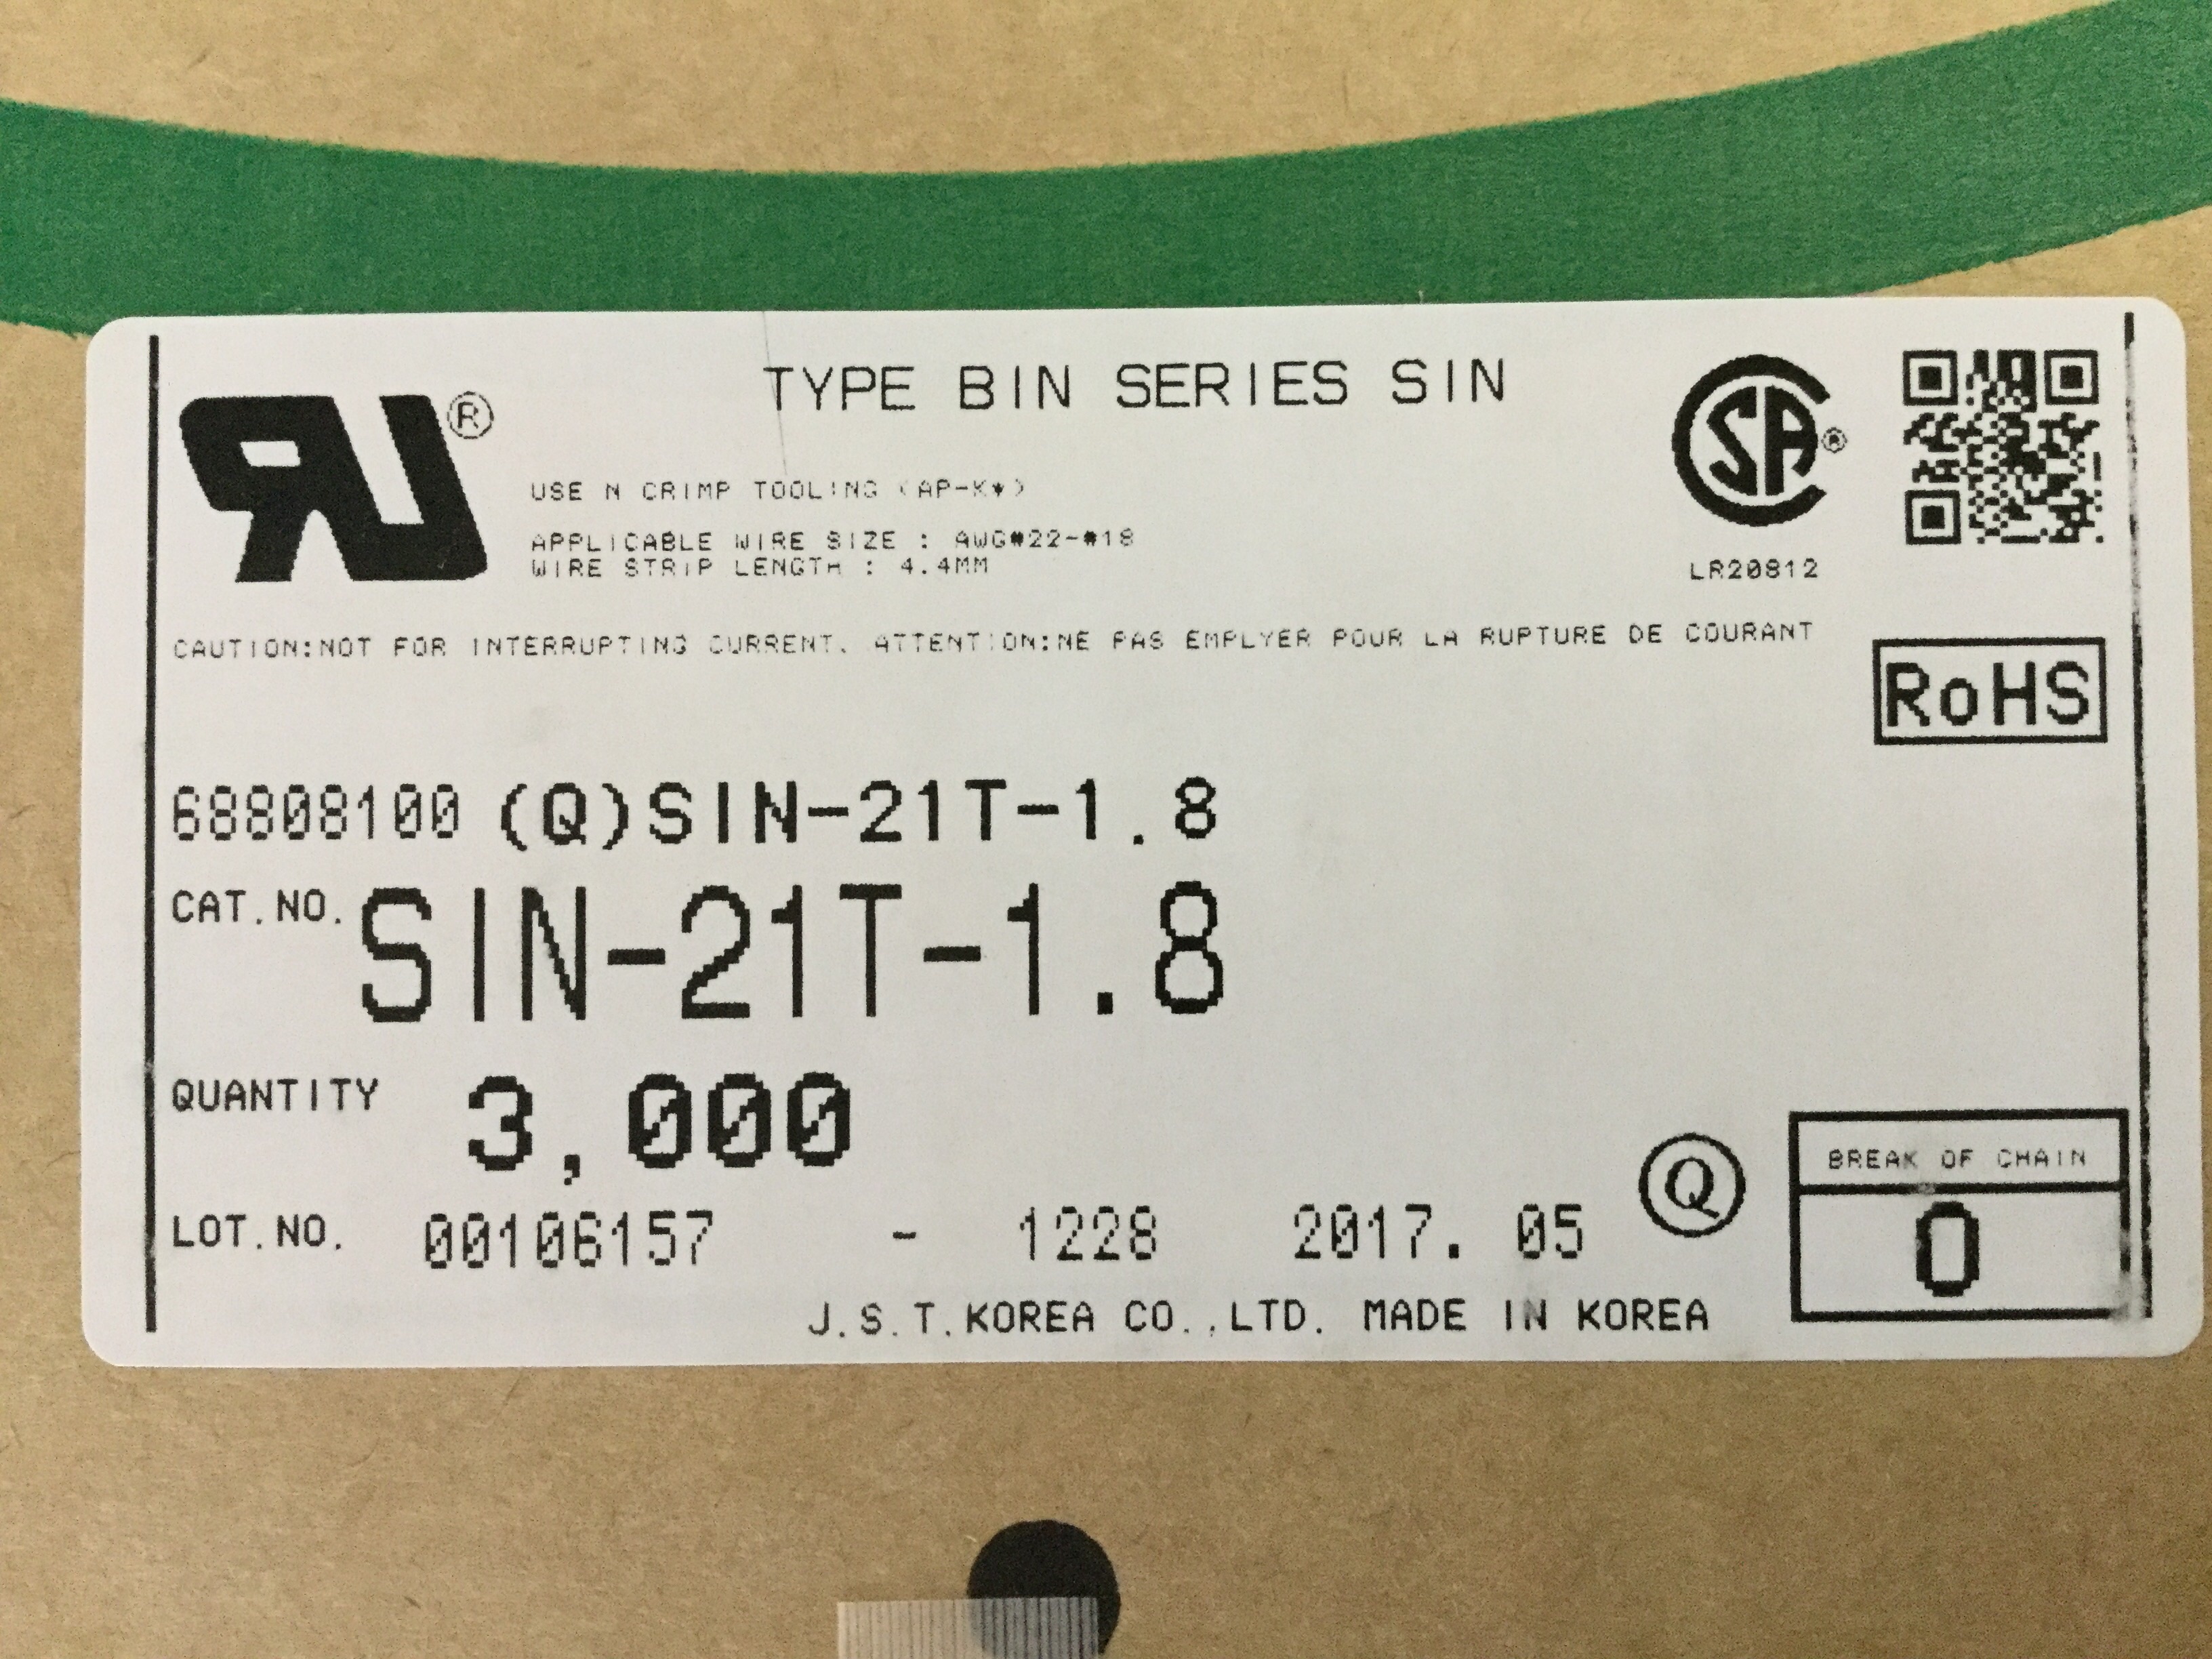 TYPE BIN SERIES SIN
RU®
CSA®
USE N CRIMP TOOLING (AP-K*)
APPLICABLE WIRE SIZE : AWG#22~#18
WIRE STRIP LENGTH : 4.4MM
LR20812
CAUTION:NOT FOR INTERRUPTING CURRENT. ATTENTION:NE PAS EMPLYER POUR LA RUPTURE DE COURANT
RoHS
68808100 (Q)SIN-21T-1.8
CAT.NO. SIN-21T-1.8
QUANTITY 3,000
BREAK OF CHAIN
LOT.NO. 00106157 - 1228 2017. 05 Q
0
J.S.T.KOREA CO.,LTD. MADE IN KOREA